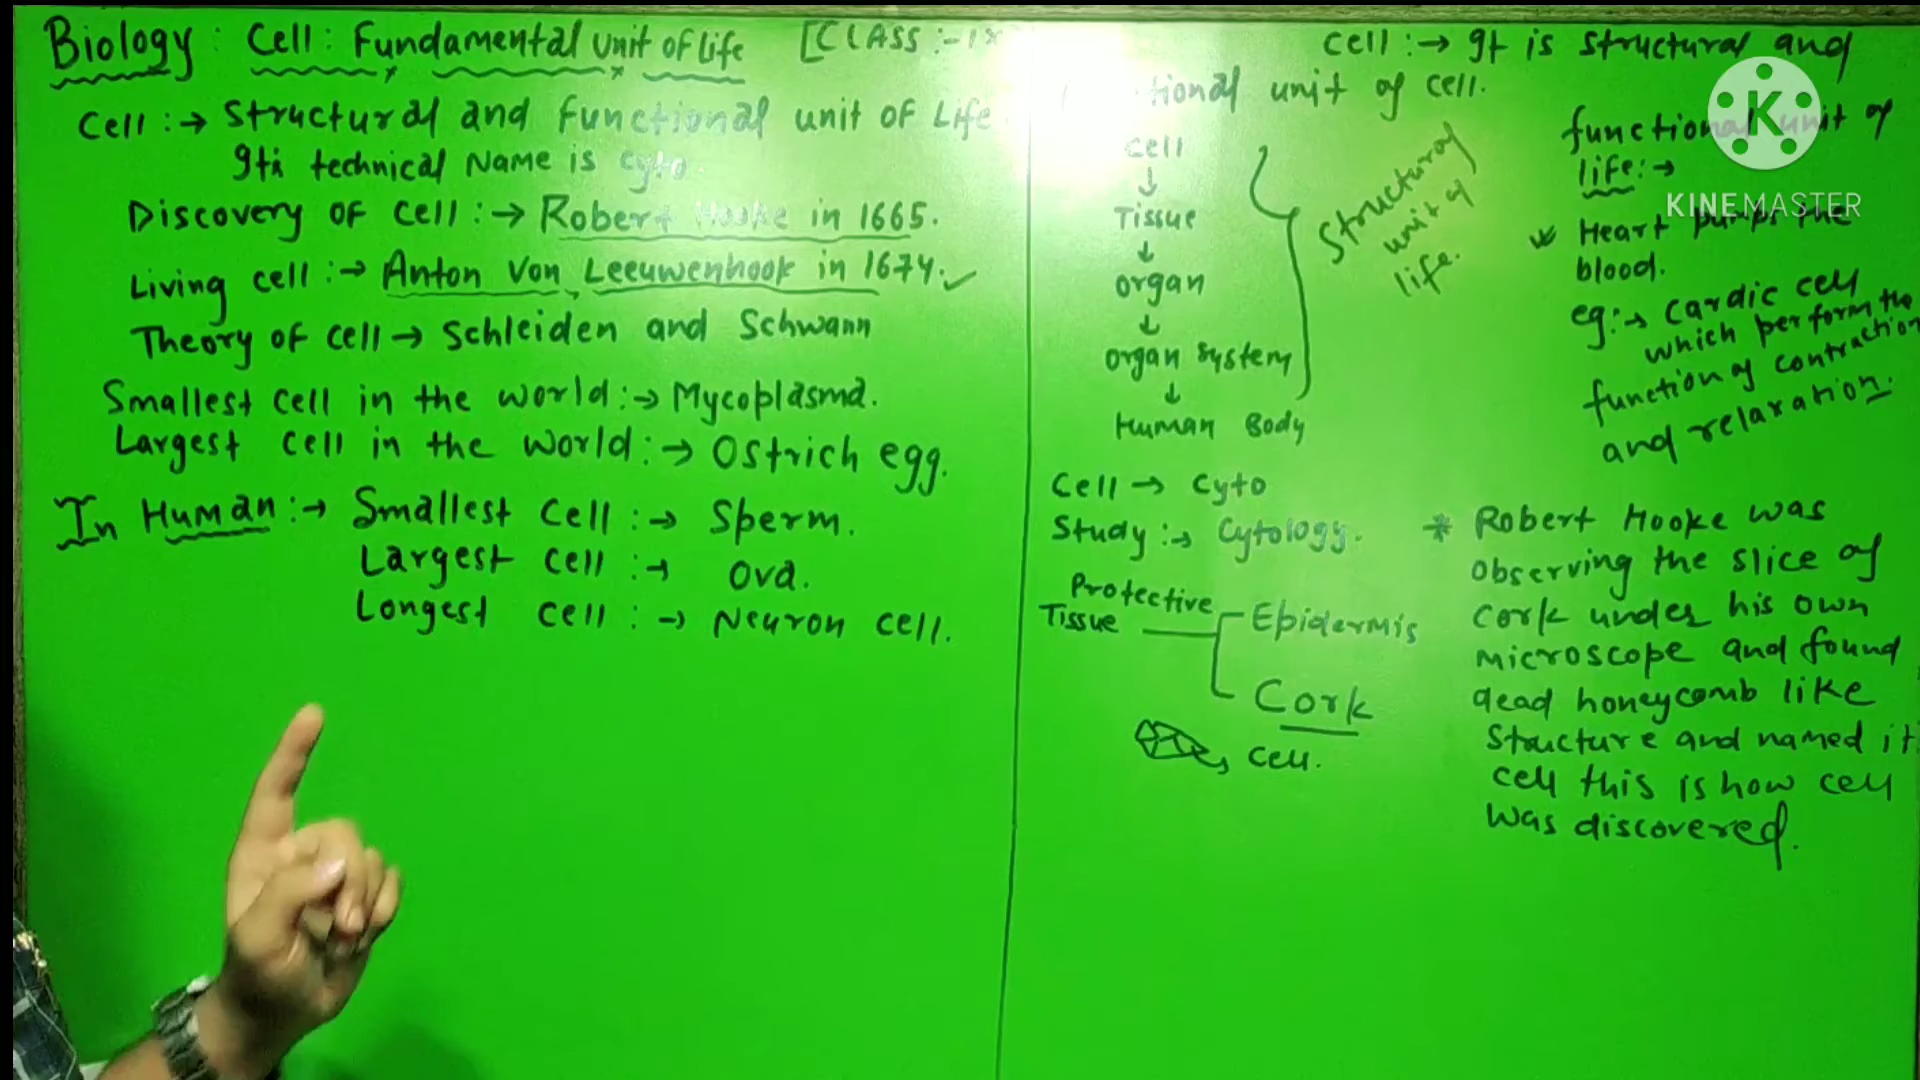 Biology: Cell: Fundamental Unit of Life [CLASS:-IX
Cell:→ Structural and functional unit of Life.
technical Name is Cyto.
Discovery of Cell:→ Robert Hooke in 1665.
Living cell:→ Anton Von Leeuwenhook in 1674.
Theory of cell→ Schleiden and Schwann
Smallest cell in the world:→ Mycoplasma.
Largest cell in the world:→ Ostrich egg.
In Human:→ Smallest Cell:→ Sperm.
Largest cell:→ Ova.
Longest cell:→ Neuron cell.
Cell:→ It is structural and
tional unit of cell.
Cell
↓
Tissue
↓
Organ
↓
Organ System
↓
Human Body
Structural
unit of
life.
functional unit of
life:→
Heart pumps the
blood.
eg:→ Cardic cell
which perform the
function of contraction
and relaxation.
Cell→ Cyto
Study:→ Cytology.
Protective
Tissue
Epidermis
Cork
cell.
* Robert Hooke was
observing the slice of
cork under his own
microscope and found
dead honeycomb like
structure and named it
cell this is how cell
was discovered.
KINEMASTER